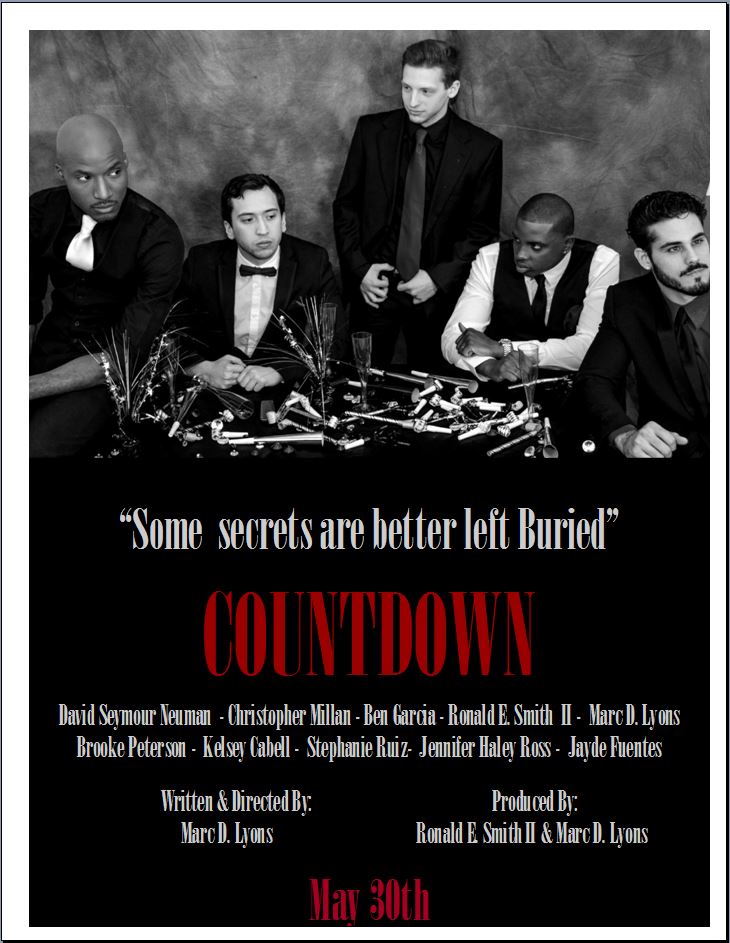 “Some secrets are better left Buried”
COUNTDOWN
David Seymour Neuman - Christopher Millan - Ben Garcia - Ronald E. Smith II - Marc D. Lyons
Brooke Peterson - Kelsey Cabell - Stephanie Ruiz- Jennifer Haley Ross - Jayde Fuentes
Written & Directed By:
Marc D. Lyons
Produced By:
Ronald E. Smith II & Marc D. Lyons
May 30th